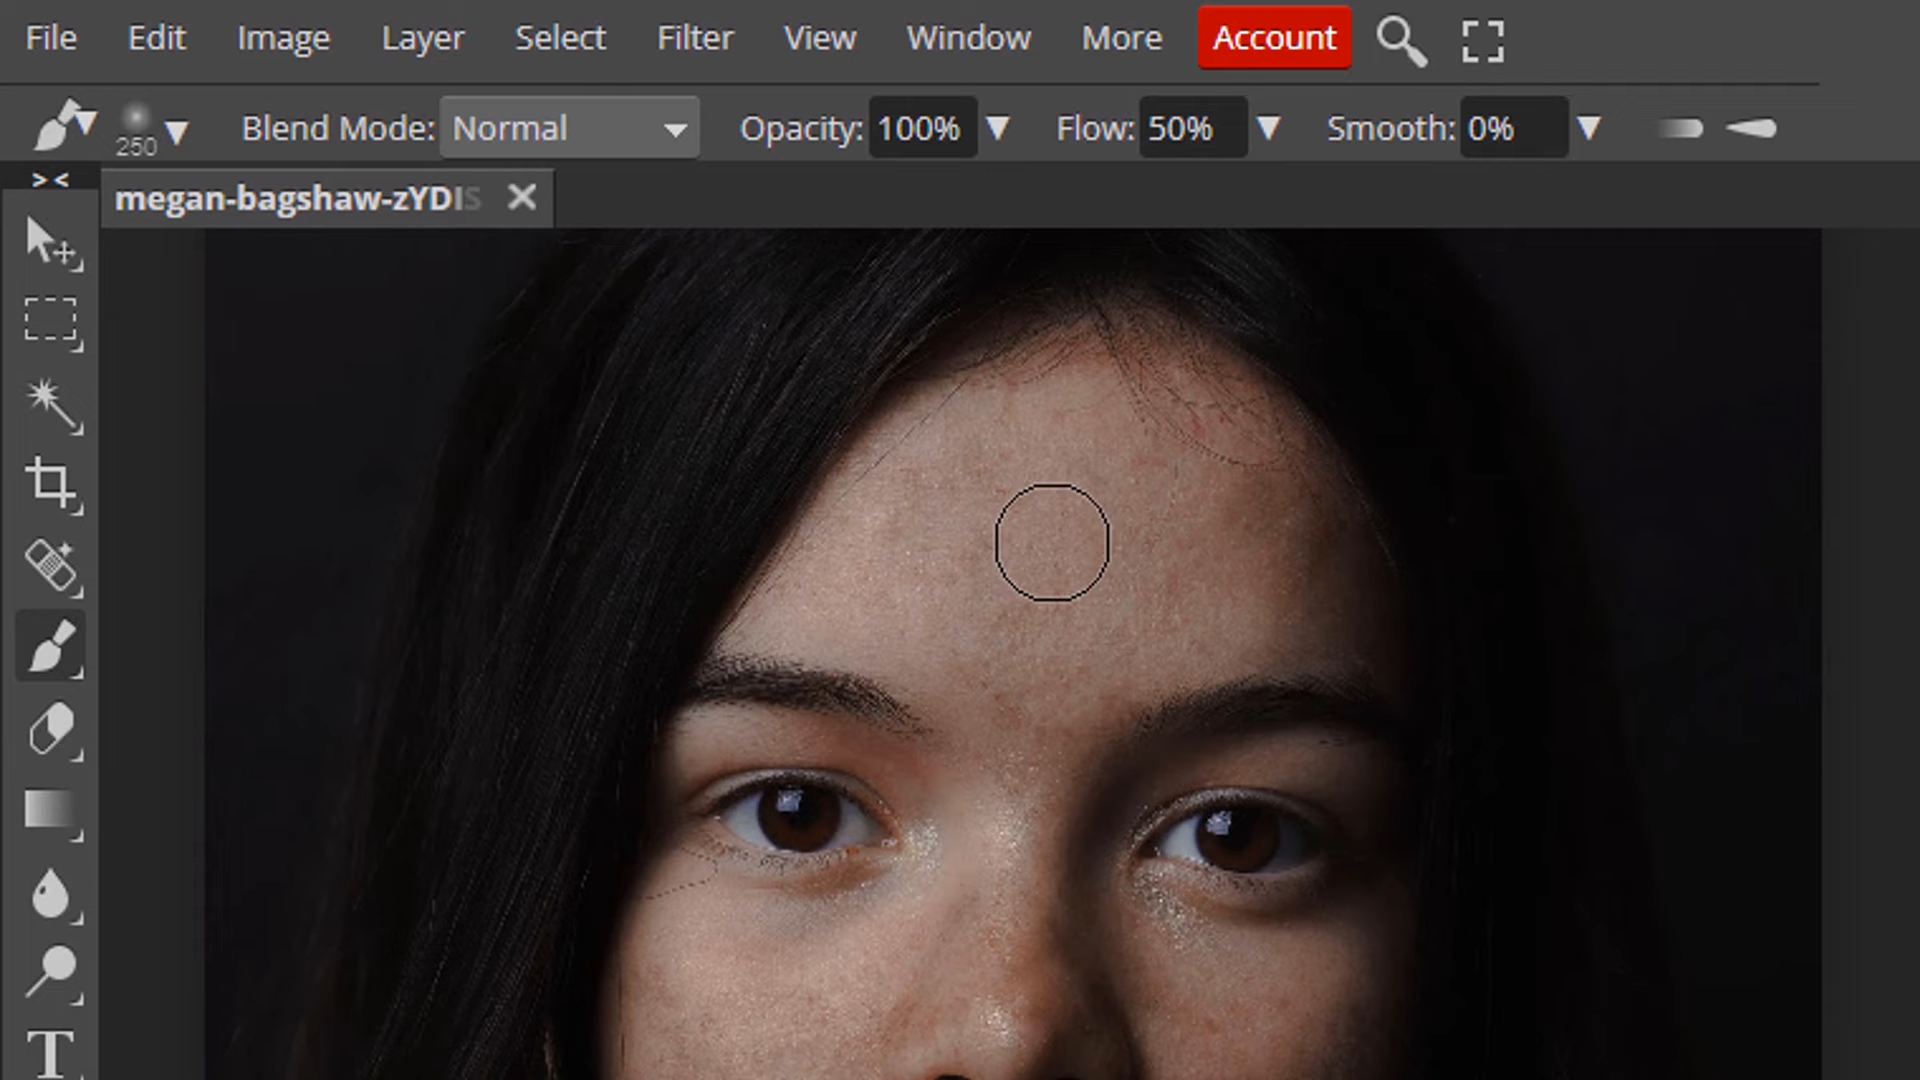 File Edit Image Layer Select Filter View Window More Account
250 Blend Mode: Normal Opacity: 100% Flow: 50% Smooth: 0%
> <
megan-bagshaw-zYDIS
T